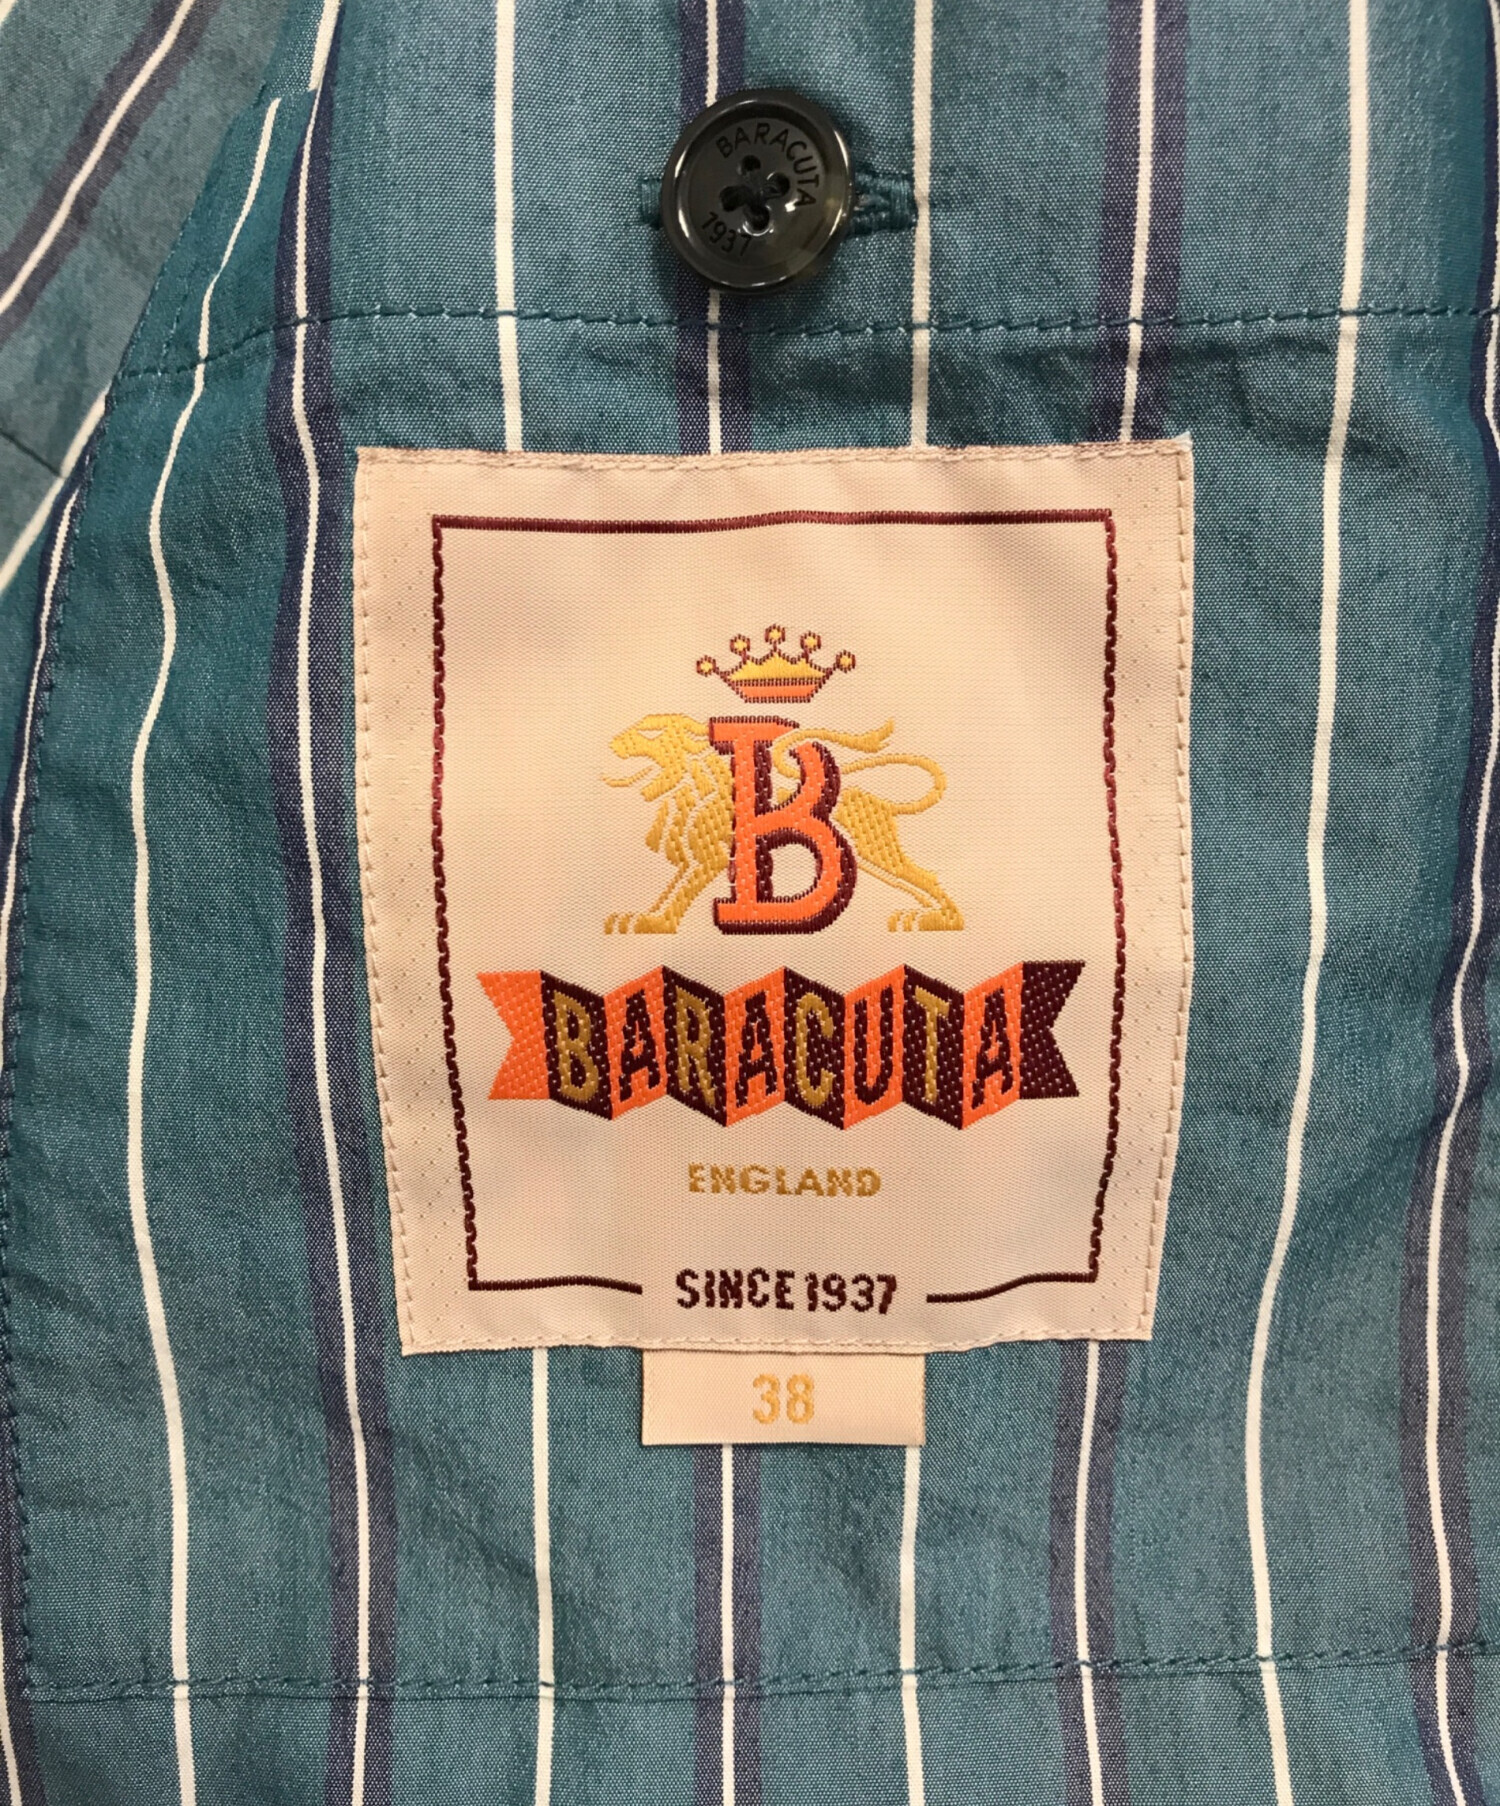 BARACUTA
1937
B
BARACUTA
ENGLAND
SINCE 1937
38